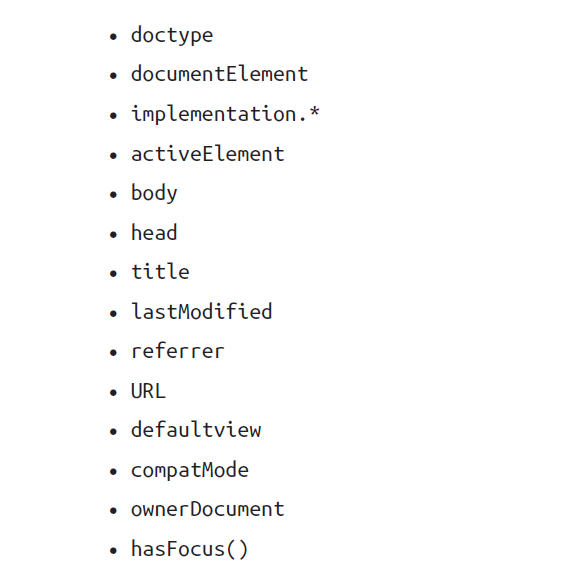 • doctype
• documentElement
• implementation.*
• activeElement
• body
• head
• title
• lastModified
• referrer
• URL
• defaultview
• compatMode
• ownerDocument
• hasFocus()